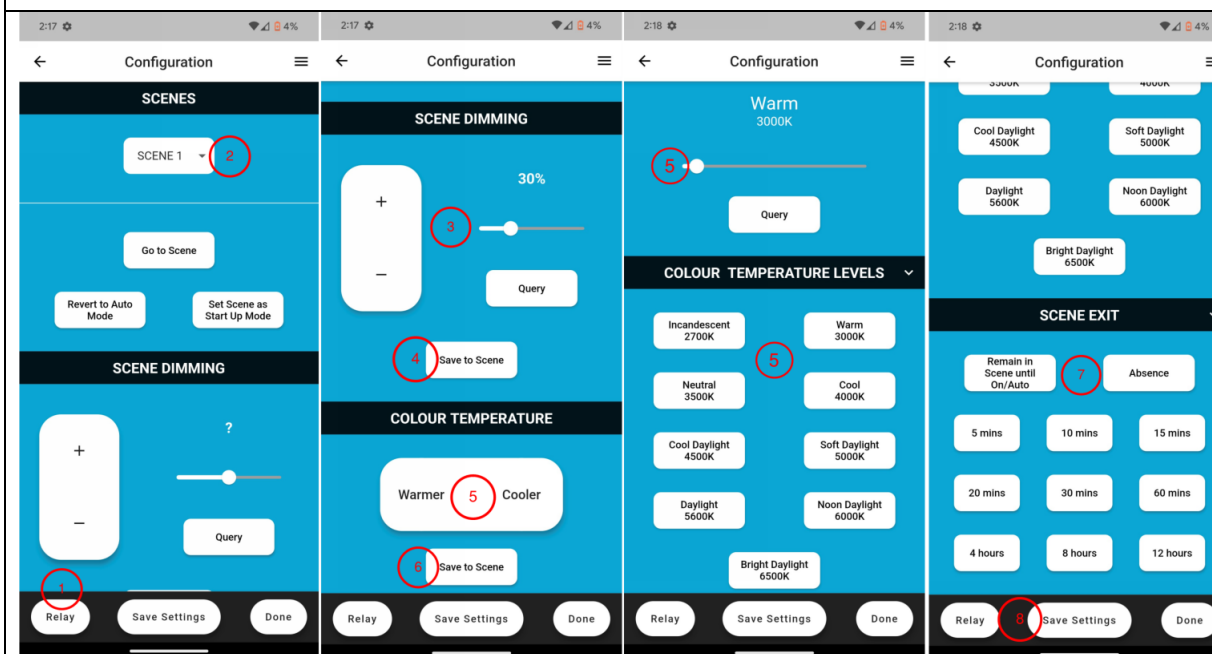 2:17
4%
Configuration
SCENES
SCENE 1
2
Go to Scene
Revert to Auto
Mode
Set Scene as
Start Up Mode
SCENE DIMMING
+
?
−
Query
1
Relay
Save Settings
Done
2:17
4%
Configuration
SCENE DIMMING
30%
+
3
−
Query
4
Save to Scene
COLOUR TEMPERATURE
Warmer
5
Cooler
6
Save to Scene
Relay
Save Settings
Done
2:18
4%
Configuration
Warm
3000K
5
Query
COLOUR TEMPERATURE LEVELS
Incandescent
2700K
Warm
3000K
5
Neutral
3500K
Cool
4000K
Cool Daylight
4500K
Soft Daylight
5000K
Daylight
5600K
Noon Daylight
6000K
Bright Daylight
6500K
Relay
Save Settings
Done
2:18
4%
Configuration
3500K
4000K
Cool Daylight
4500K
Soft Daylight
5000K
Daylight
5600K
Noon Daylight
6000K
Bright Daylight
6500K
SCENE EXIT
Remain in
Scene until
On/Auto
7
Absence
5 mins
10 mins
15 mins
20 mins
30 mins
60 mins
4 hours
8 hours
12 hours
Relay
8
Save Settings
Done